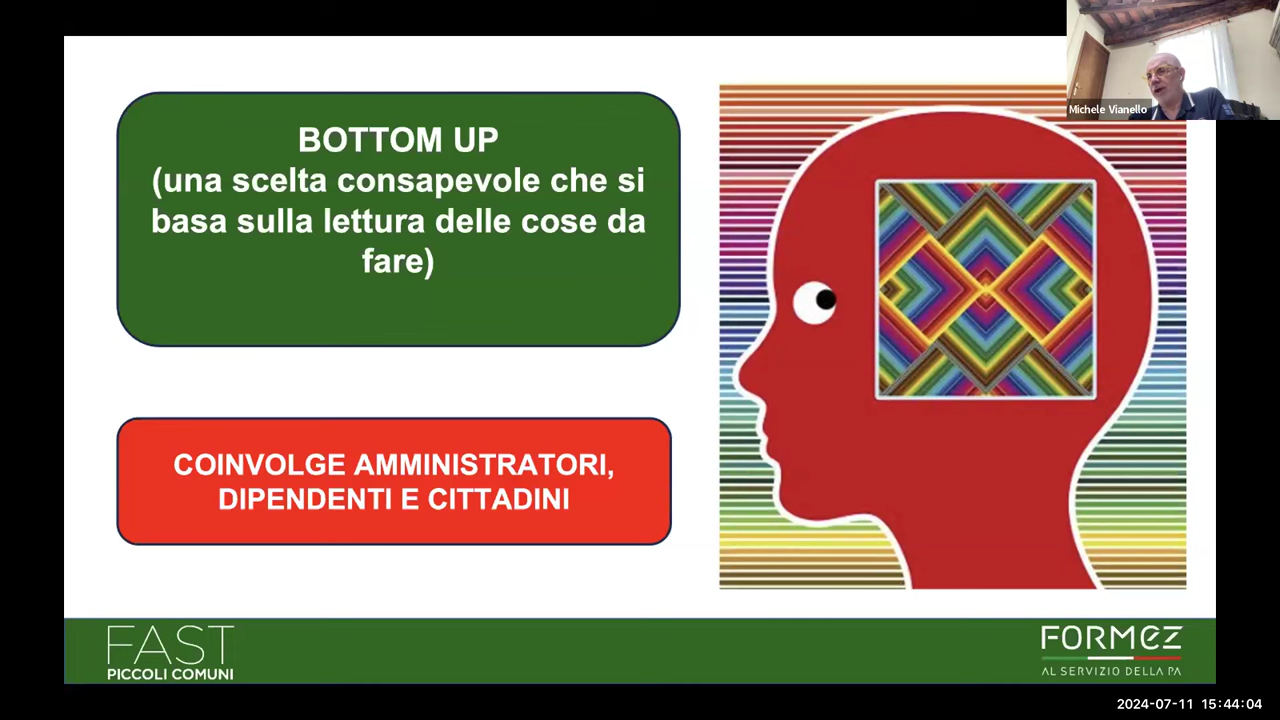 Michele Vianello
BOTTOM UP
(una scelta consapevole che si
basa sulla lettura delle cose da
fare)
COINVOLGE AMMINISTRATORI,
DIPENDENTI E CITTADINI
FAST
PICCOLI COMUNI
FORMEZ
AL SERVIZIO DELLA PA
2024-07-11 15:44:04